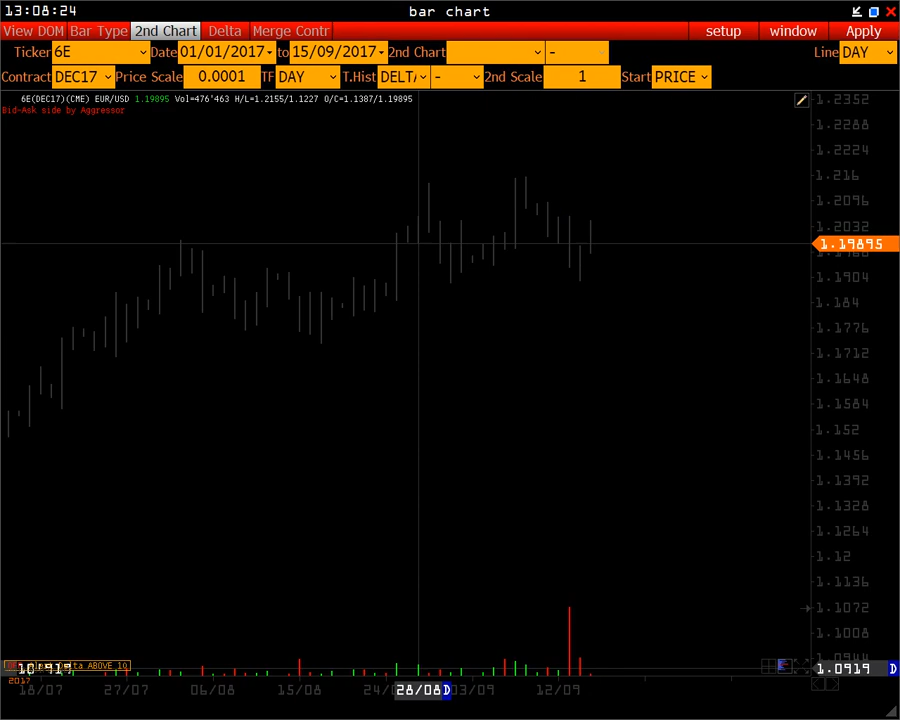 13:08:24 bar chart
View DOM Bar Type 2nd Chart Delta Merge Contr setup window Apply
Ticker 6E Date 01/01/2017 to 15/09/2017 2nd Chart - Line DAY
Contract DEC17 Price Scale 0.0001 TF DAY T.Hist DELT - 2nd Scale 1 Start PRICE
6E(DEC17)(CME) EUR/USD 1.19895 Vol=476'463 H/L=1.2155/1.1227 O/C=1.1387/1.19895
Bid-Ask side by Aggressor
1.2352
1.2288
1.2224
1.216
1.2096
1.2032
1.19895
1.1904
1.184
1.1776
1.1712
1.1648
1.1584
1.152
1.1456
1.1392
1.1328
1.1264
1.12
1.1136
1.1072
1.1008
ABOVE 10
1.0919 D
2017
18/07 27/07 06/08 15/08 28/08 D 03/09 12/09